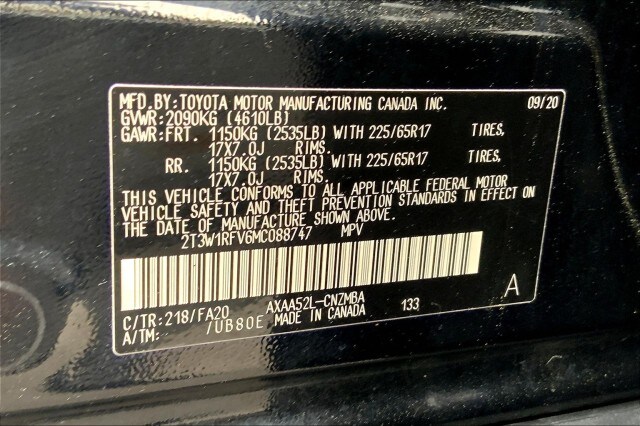 MFD.BY:TOYOTA MOTOR MANUFACTURING CANADA INC. 09/20
GVWR:2090KG (4610LB)
GAWR:FRT. 1150KG (2535LB) WITH 225/65R17 TIRES,
17X7.0J RIMS.
RR. 1150KG (2535LB) WITH 225/65R17 TIRES,
17X7.0J RIMS.
THIS VEHICLE CONFORMS TO ALL APPLICABLE FEDERAL MOTOR
VEHICLE SAFETY AND THEFT PREVENTION STANDARDS IN EFFECT ON
THE DATE OF MANUFACTURE SHOWN ABOVE.
2T3W1RFV6MC088747 MPV
C/TR:218/FA20 AXAA52L-CNZMBA 133 A
A/TM: /UB80E MADE IN CANADA